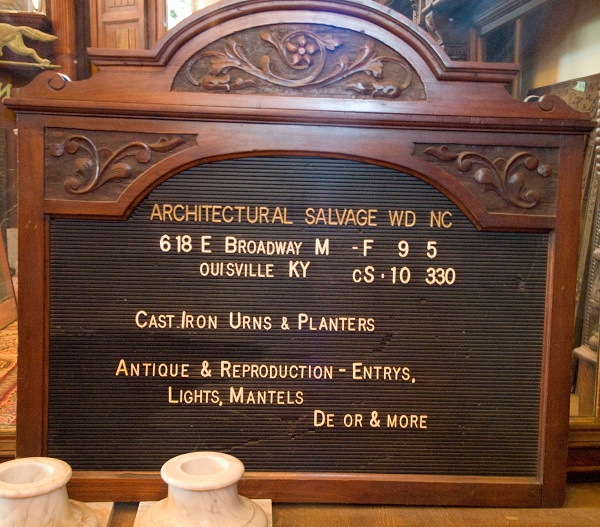 ARCHITECTURAL SALVAGE WD NC
618 E BROADWAY M -F 9 5
OUISVILLE KY cS.10 330
CAST.IRON URNS & PLANTERS
ANTIQUE & REPRODUCTION - ENTRYS,
LIGHTS, MANTELS
DE OR & MORE